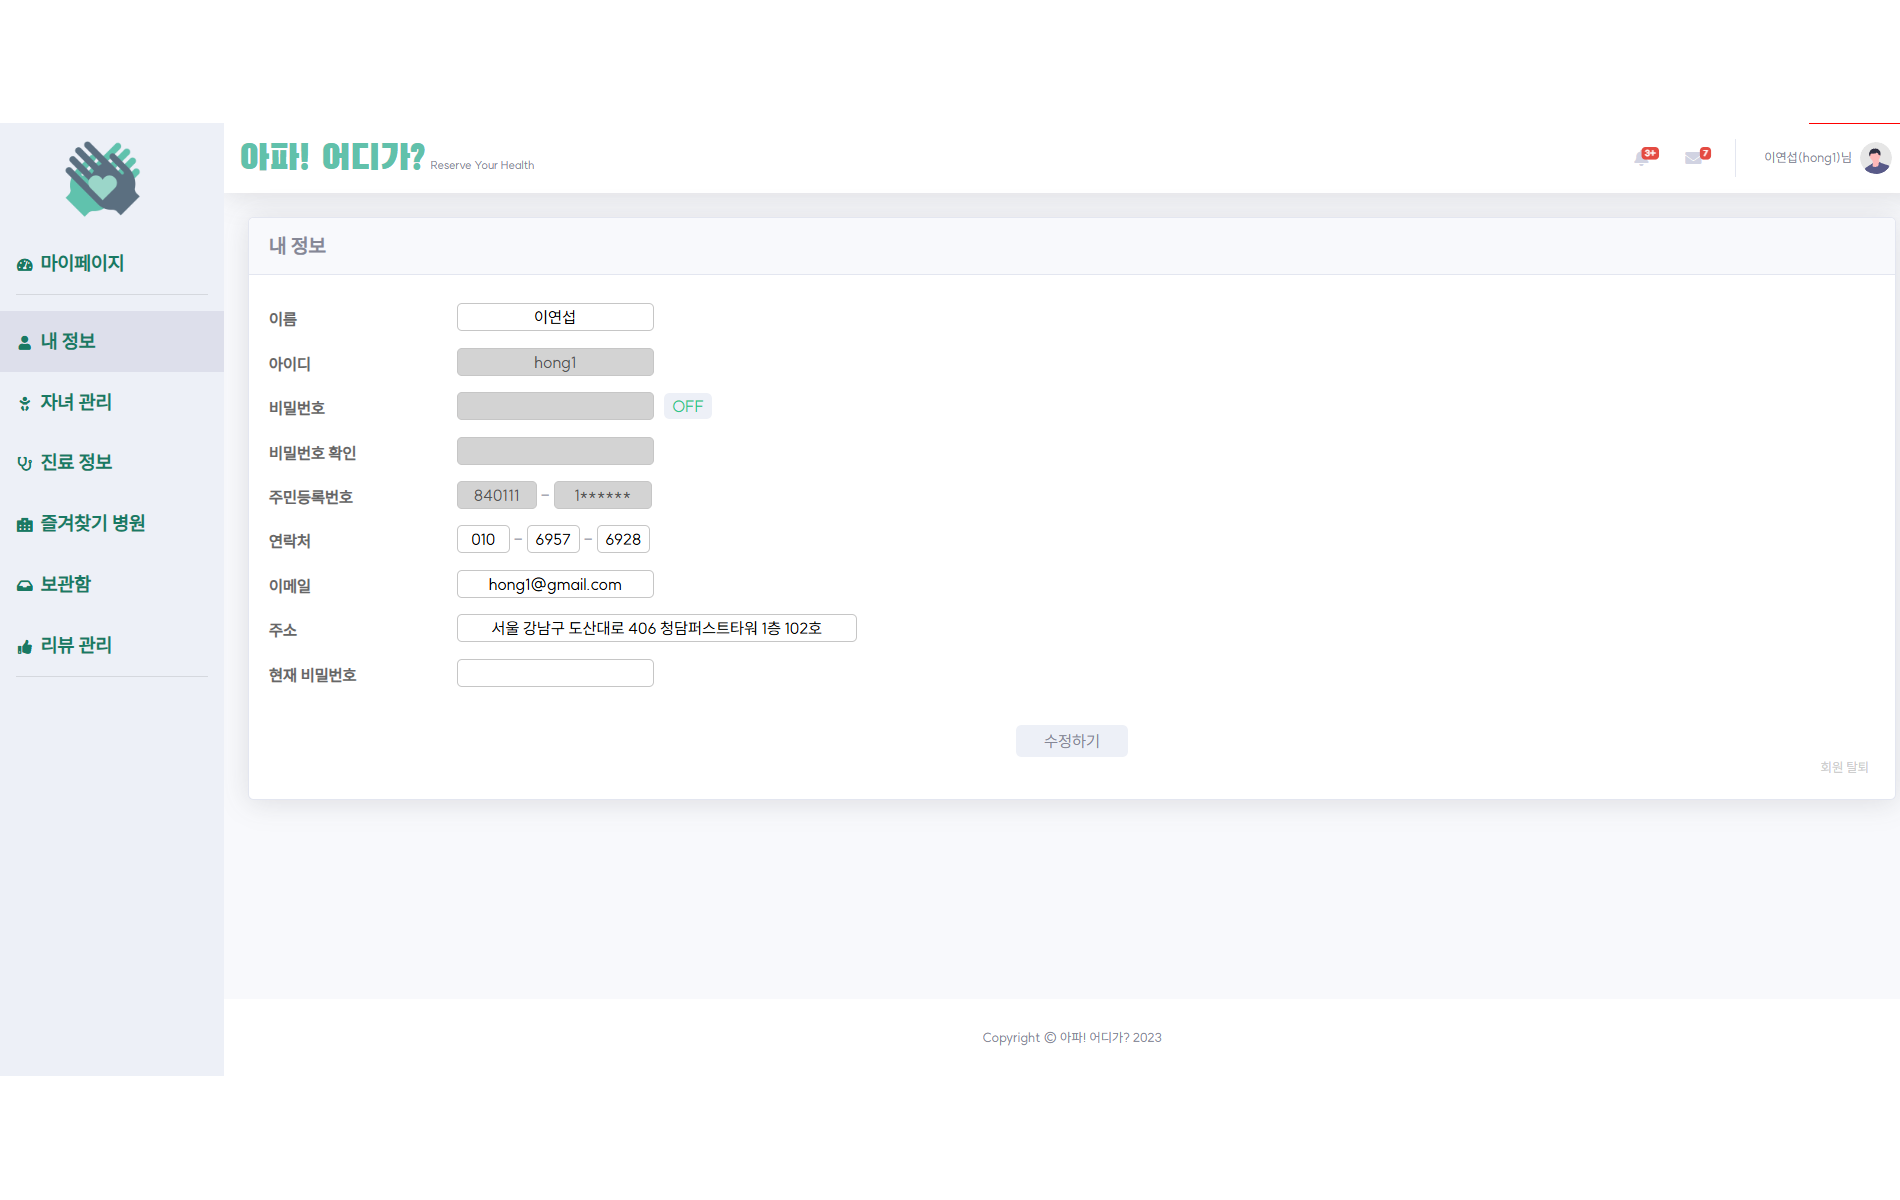 아파! 어디가? Reserve Your Health
3+
7
이연섭(hong1)님
마이페이지
내 정보
자녀 관리
진료 정보
즐겨찾기 병원
보관함
리뷰 관리
내 정보
이름 이연섭
아이디 hong1
비밀번호 OFF
비밀번호 확인
주민등록번호 840111 - 1******
연락처 010 - 6957 - 6928
이메일 hong1@gmail.com
주소 서울 강남구 도산대로 406 청담퍼스트타워 1층 102호
현재 비밀번호
수정하기
회원 탈퇴
Copyright © 아파! 어디가? 2023